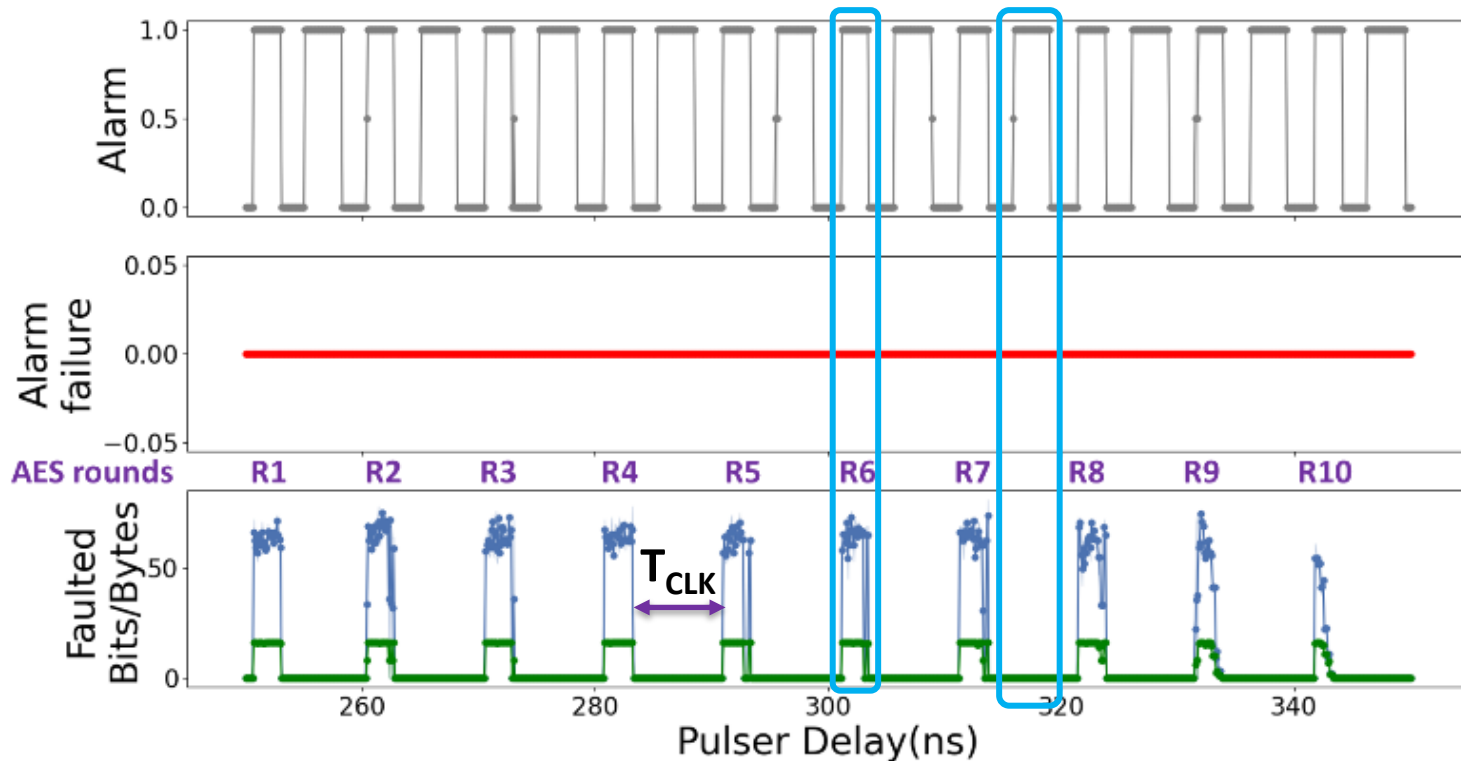 Alarm
1.0
0.5
0.0
Alarm failure
0.05
0.00
−0.05
AES rounds R1 R2 R3 R4 R5 R6 R7 R8 R9 R10
Faulted
Bits/Bytes
50
0
TCLK
260 280 300 320 340
Pulser Delay(ns)